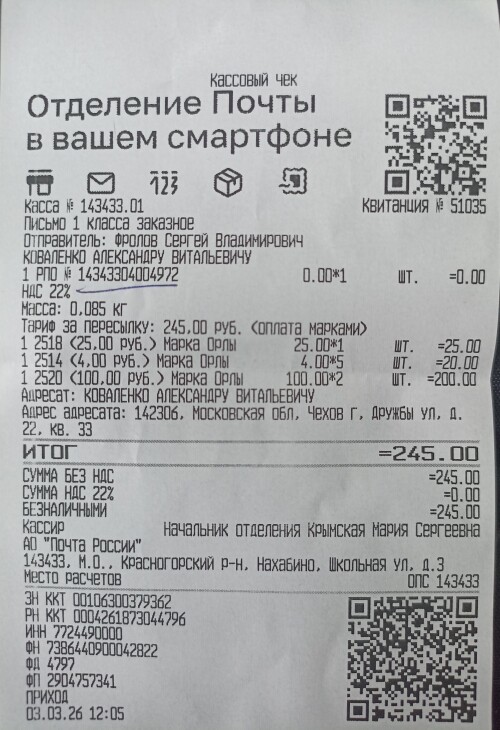 Кассовый чек
Отделение Почты
в вашем смартфоне
Касса № 143433.01 Квитанция № 51035
Письмо 1 класса заказное
Отправитель: Фролов Сергей Владимирович
КОВАЛЕНКО АЛЕКСАНДРУ ВИТАЛЬЕВИЧУ
1 РПО № 14343304004972 0.00*1 шт. =0.00
НДС 22%
Масса: 0,085 кг
Тариф за пересылку: 245,00 руб. <оплата марками>
1 2518 <25,00 руб.> Марка Орлы 25.00*1 шт. =25.00
1 2514 <4,00 руб.> Марка Орлы 4.00*5 шт. =20.00
1 2520 <100,00 руб.> Марка Орлы 100.00*2 шт. =200.00
Адресат: КОВАЛЕНКО АЛЕКСАНДРУ ВИТАЛЬЕВИЧУ
Адрес адресата: 142306, Московская обл, Чехов г, Дружбы ул, д.
22, кв. 33
ИТОГ =245.00
СУММА БЕЗ НДС =245.00
СУММА НДС 22% =0.00
БЕЗНАЛИЧНЫМИ =245.00
Кассир Начальник отделения Крымская Мария Сергеевна
АО "Почта России"
143433, М.О., Красногорский р-н, Нахабино, Школьная ул, д.3
Место расчетов ОПС 143433
ЗН ККТ 00106300379362
РН ККТ 0004261873044796
ИНН 7724490000
ФН 7386440900042822
ФД 4797
ФП 2904757341
ПРИХОД
03.03.26 12:05